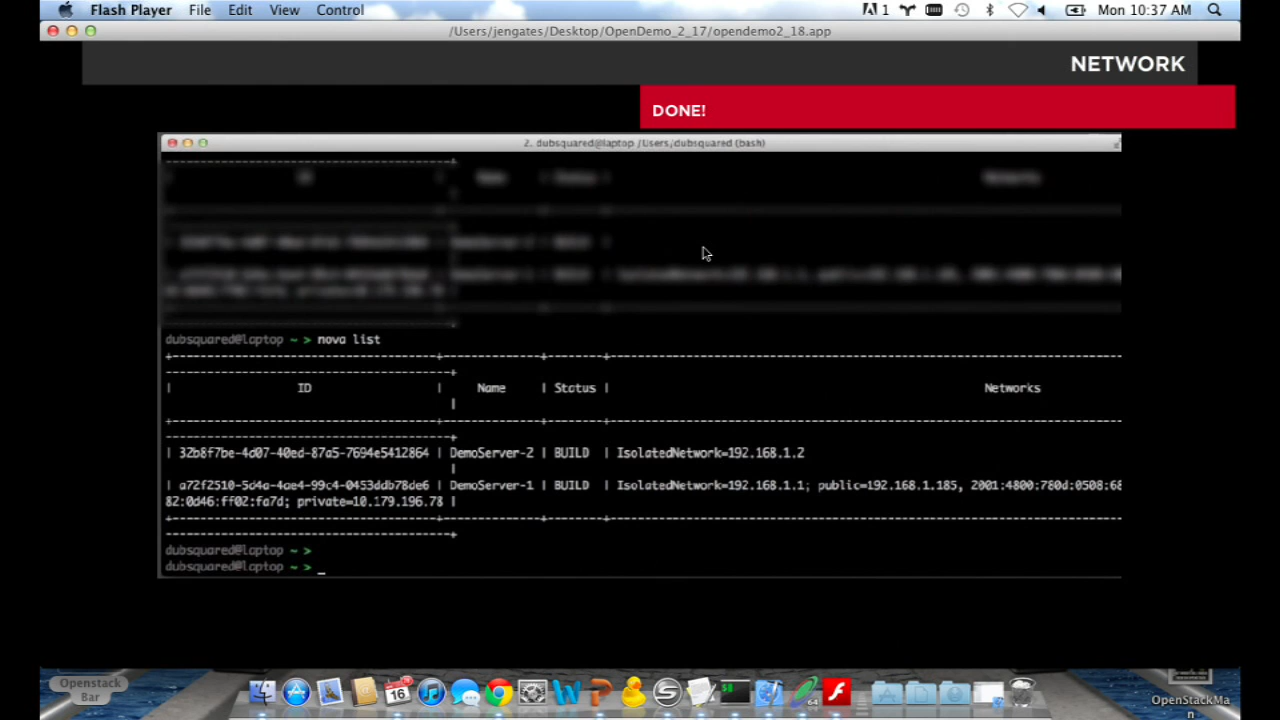 Flash Player File Edit View Control 1 Mon 10:37 AM
/Users/jengates/Desktop/OpenDemo_2_17/opendemo2_18.app
NETWORK
DONE!
2. dubsquared@laptop /Users/dubsquared (bash)
dubsquared@laptop ~ > nova list
| ID | Name | Status | Networks
|
| 32b8f7be-4d07-40ed-87a5-7694e5412864 | DemoServer-2 | BUILD | IsolatedNetwork=192.168.1.2
|
| a72f2510-5d4a-4ae4-99c4-0453ddb78de6 | DemoServer-1 | BUILD | IsolatedNetwork=192.168.1.1; public=192.168.1.185, 2001:4800:780d:0508:68
82:0d46:ff02:fa7d; private=10.179.196.78 |
dubsquared@laptop ~ >
dubsquared@laptop ~ > _
Openstack
Bar
16
64
OpenStackMa
n